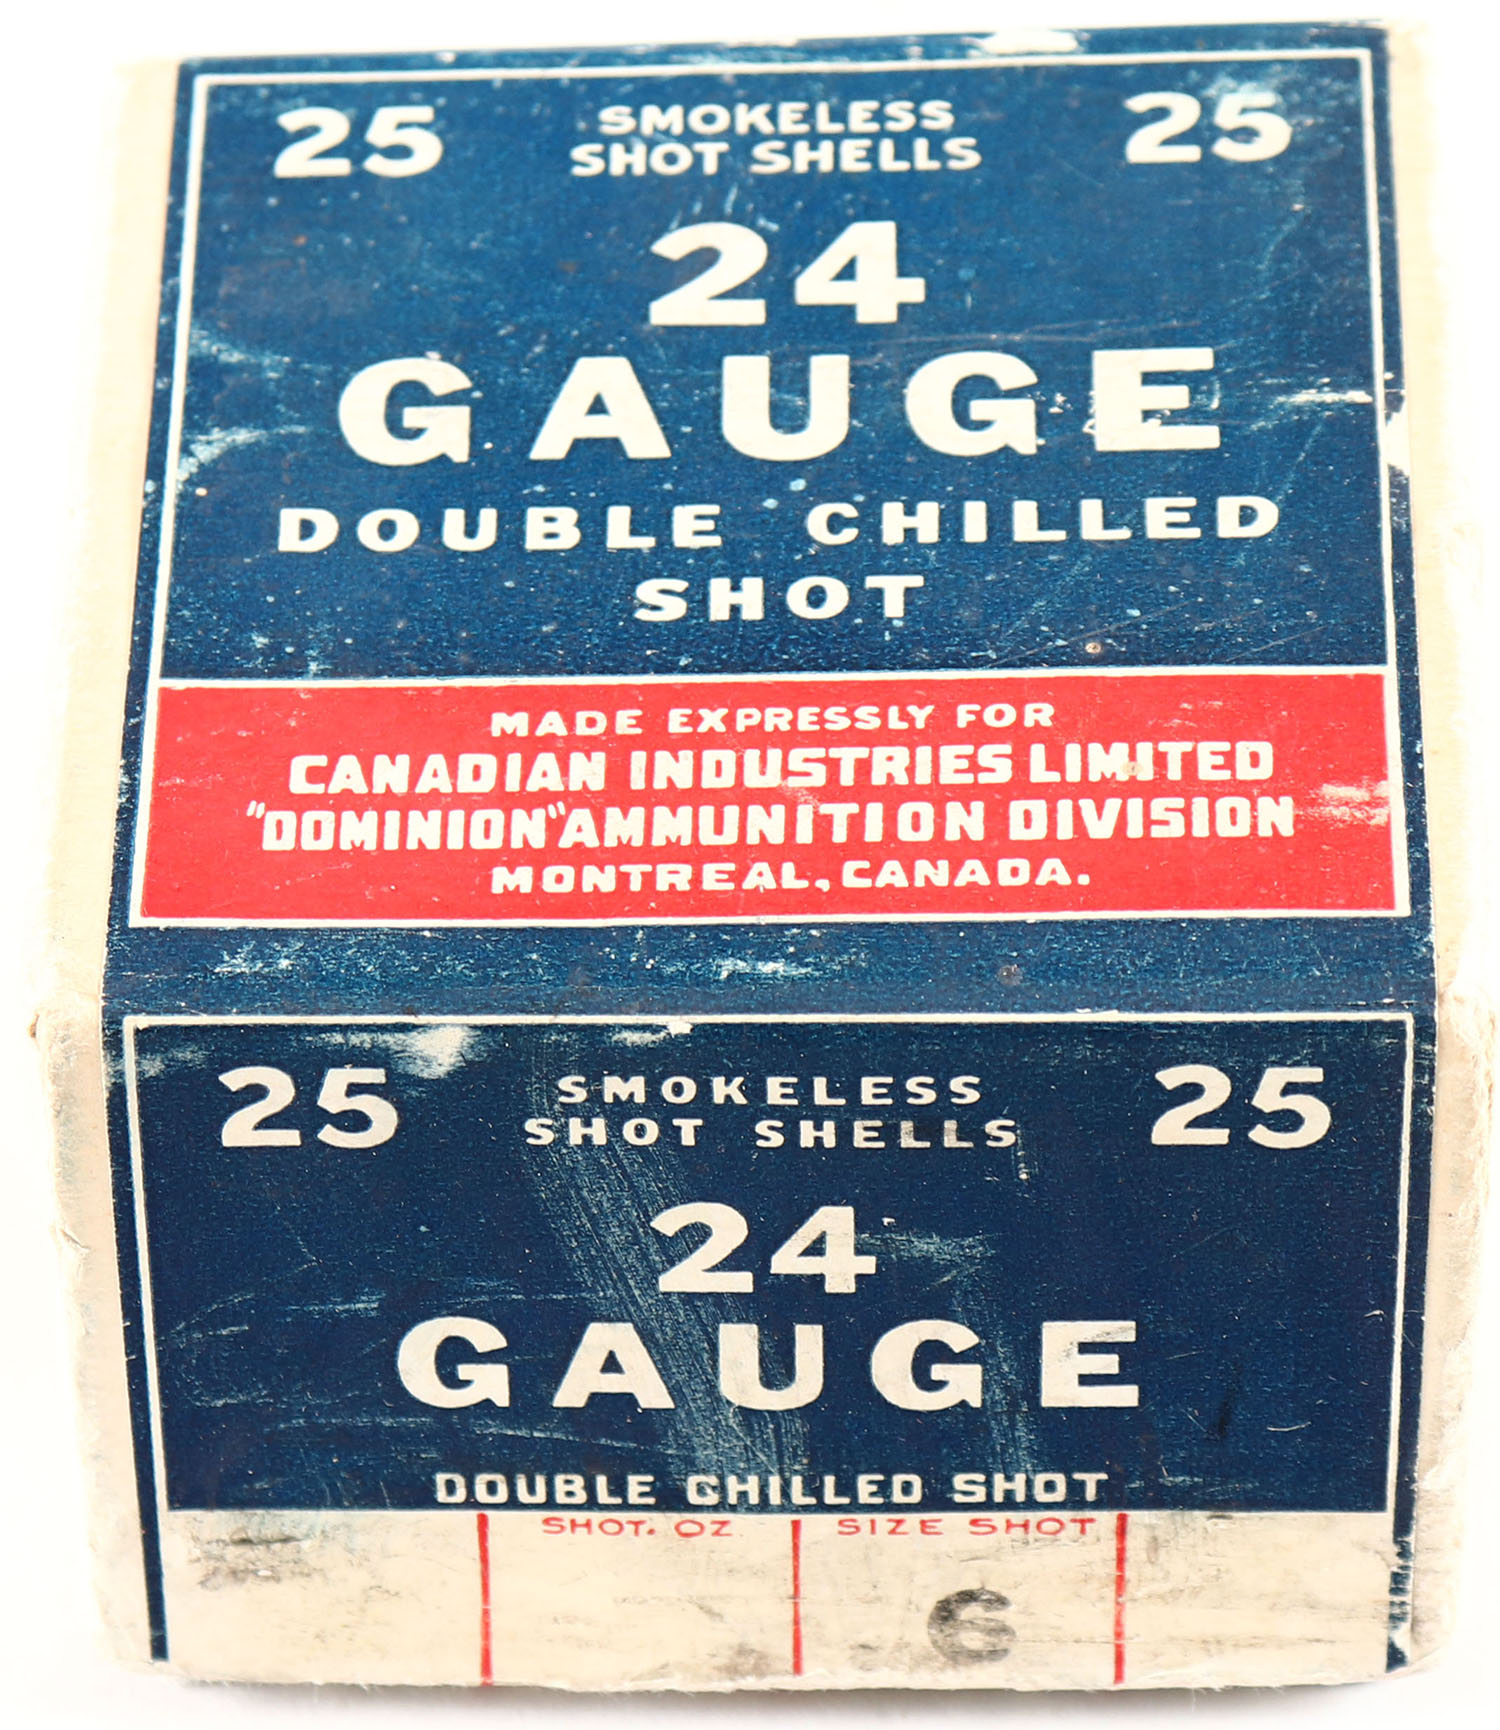 25 SMOKELESS 25
SHOT SHELLS
24
GAUGE
DOUBLE CHILLED
SHOT
MADE EXPRESSLY FOR
CANADIAN INDUSTRIES LIMITED
"DOMINION" AMMUNITION DIVISION
MONTREAL, CANADA.
25 SMOKELESS 25
SHOT SHELLS
24
GAUGE
DOUBLE CHILLED SHOT
SHOT. OZ. SIZE SHOT
6